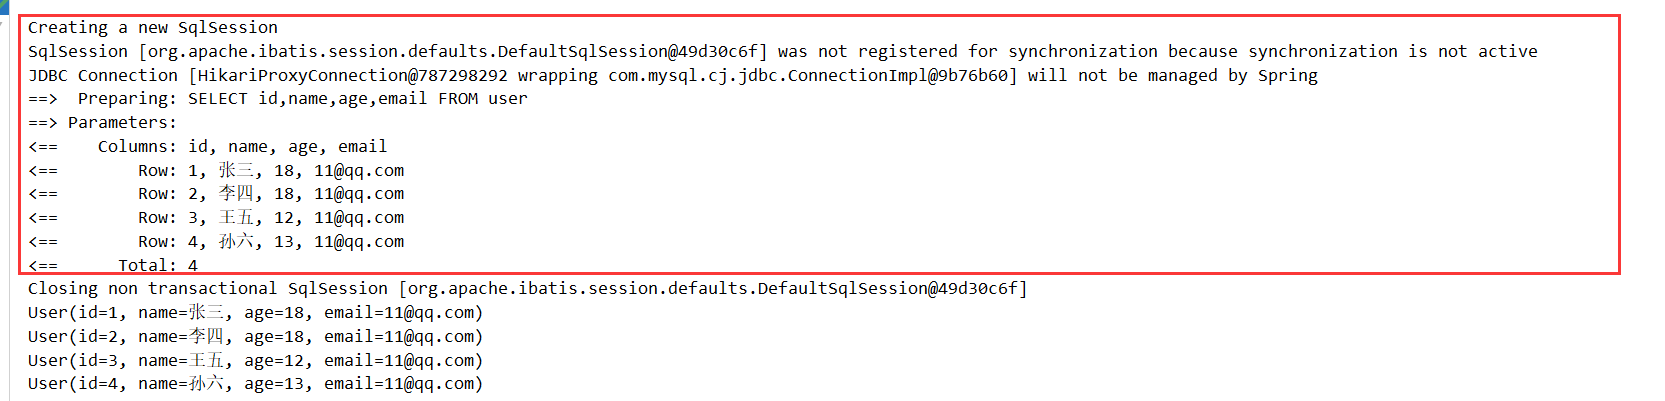 Creating a new SqlSession
SqlSession [org.apache.ibatis.session.defaults.DefaultSqlSession@49d30c6f] was not registered for synchronization because synchronization is not active
JDBC Connection [HikariProxyConnection@787298292 wrapping com.mysql.cj.jdbc.ConnectionImpl@9b76b60] will not be managed by Spring
==>  Preparing: SELECT id,name,age,email FROM user
==> Parameters:
<==    Columns: id, name, age, email
<==        Row: 1, 张三, 18, 11@qq.com
<==        Row: 2, 李四, 18, 11@qq.com
<==        Row: 3, 王五, 12, 11@qq.com
<==        Row: 4, 孙六, 13, 11@qq.com
<==      Total: 4
Closing non transactional SqlSession [org.apache.ibatis.session.defaults.DefaultSqlSession@49d30c6f]
User(id=1, name=张三, age=18, email=11@qq.com)
User(id=2, name=李四, age=18, email=11@qq.com)
User(id=3, name=王五, age=12, email=11@qq.com)
User(id=4, name=孙六, age=13, email=11@qq.com)